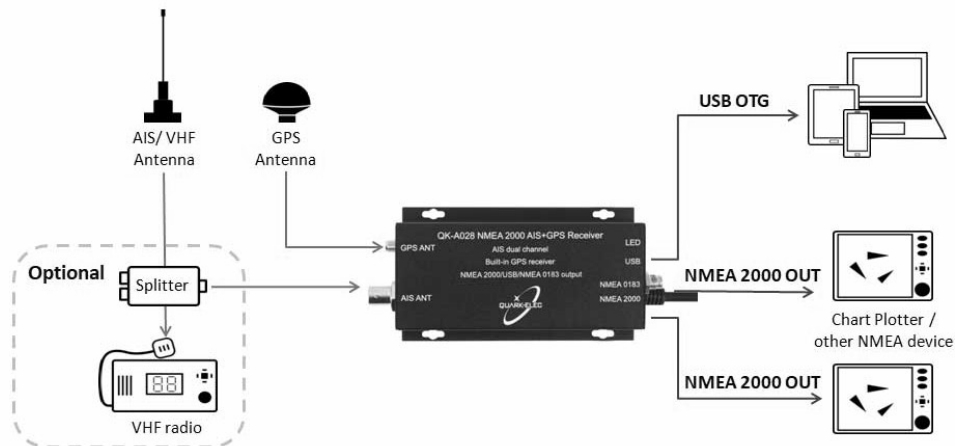 AIS/ VHF
Antenna
GPS
Antenna
USB OTG
Optional
Splitter
88
VHF radio
QK-A028 NMEA 2000 AIS+GPS Receiver
AIS dual channel
Built-in GPS receiver
NMEA 2000/USB/NMEA 0183 output
GPS ANT
AIS ANT
LED
USB
NMEA 0183
NMEA 2000
QUARK-ELEC
NMEA 2000 OUT
Chart Plotter /
other NMEA device
NMEA 2000 OUT